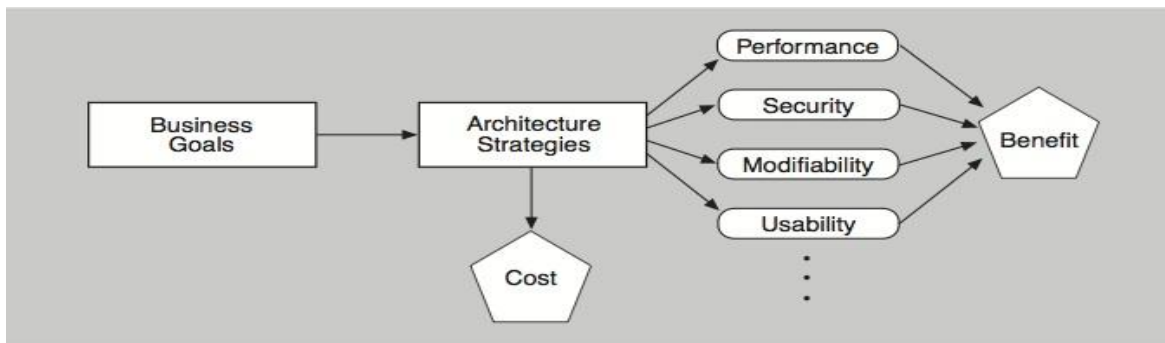 Business
Goals
Architecture
Strategies
Cost
Performance
Security
Modifiability
Usability
Benefit